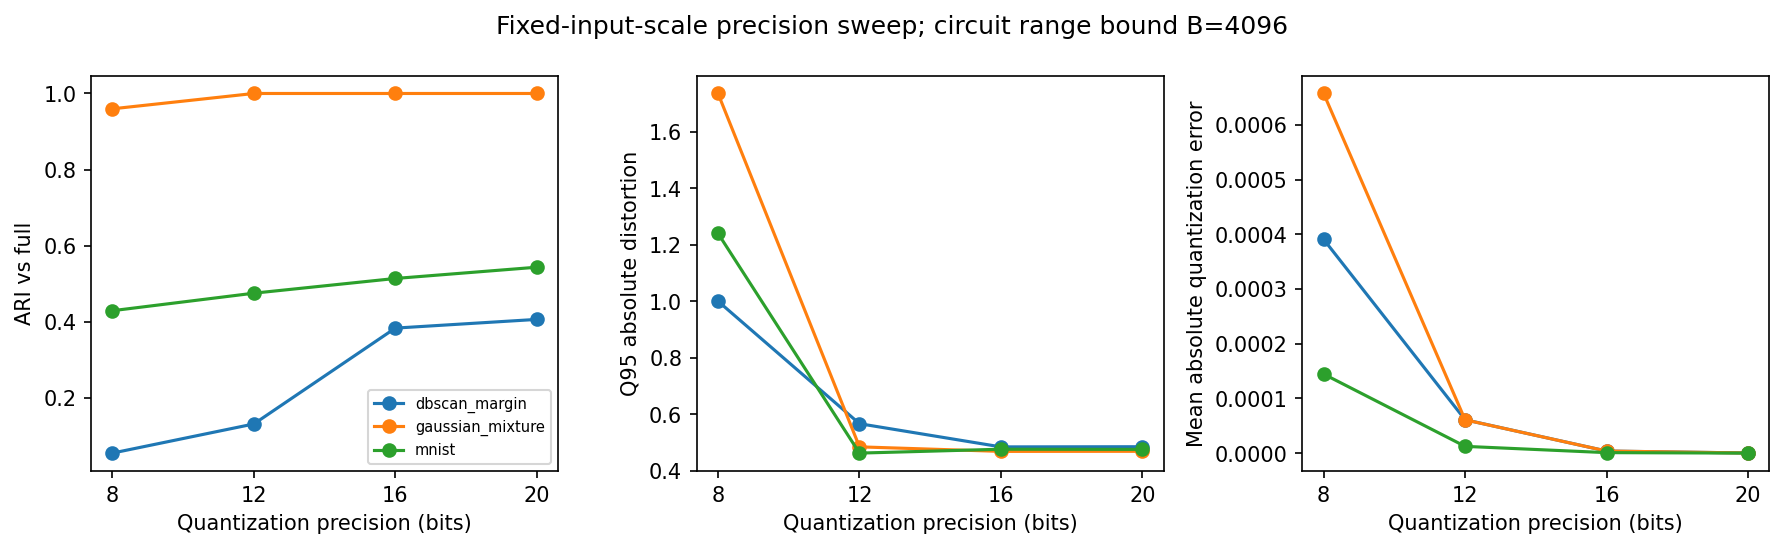 Fixed-input-scale precision sweep; circuit range bound B=4096
ARI vs full
1.0
0.8
0.6
0.4
0.2
8 12 16 20
Quantization precision (bits)
dbscan_margin
gaussian_mixture
mnist
Q95 absolute distortion
1.6
1.4
1.2
1.0
0.8
0.6
0.4
8 12 16 20
Quantization precision (bits)
Mean absolute quantization error
0.0006
0.0005
0.0004
0.0003
0.0002
0.0001
0.0000
8 12 16 20
Quantization precision (bits)